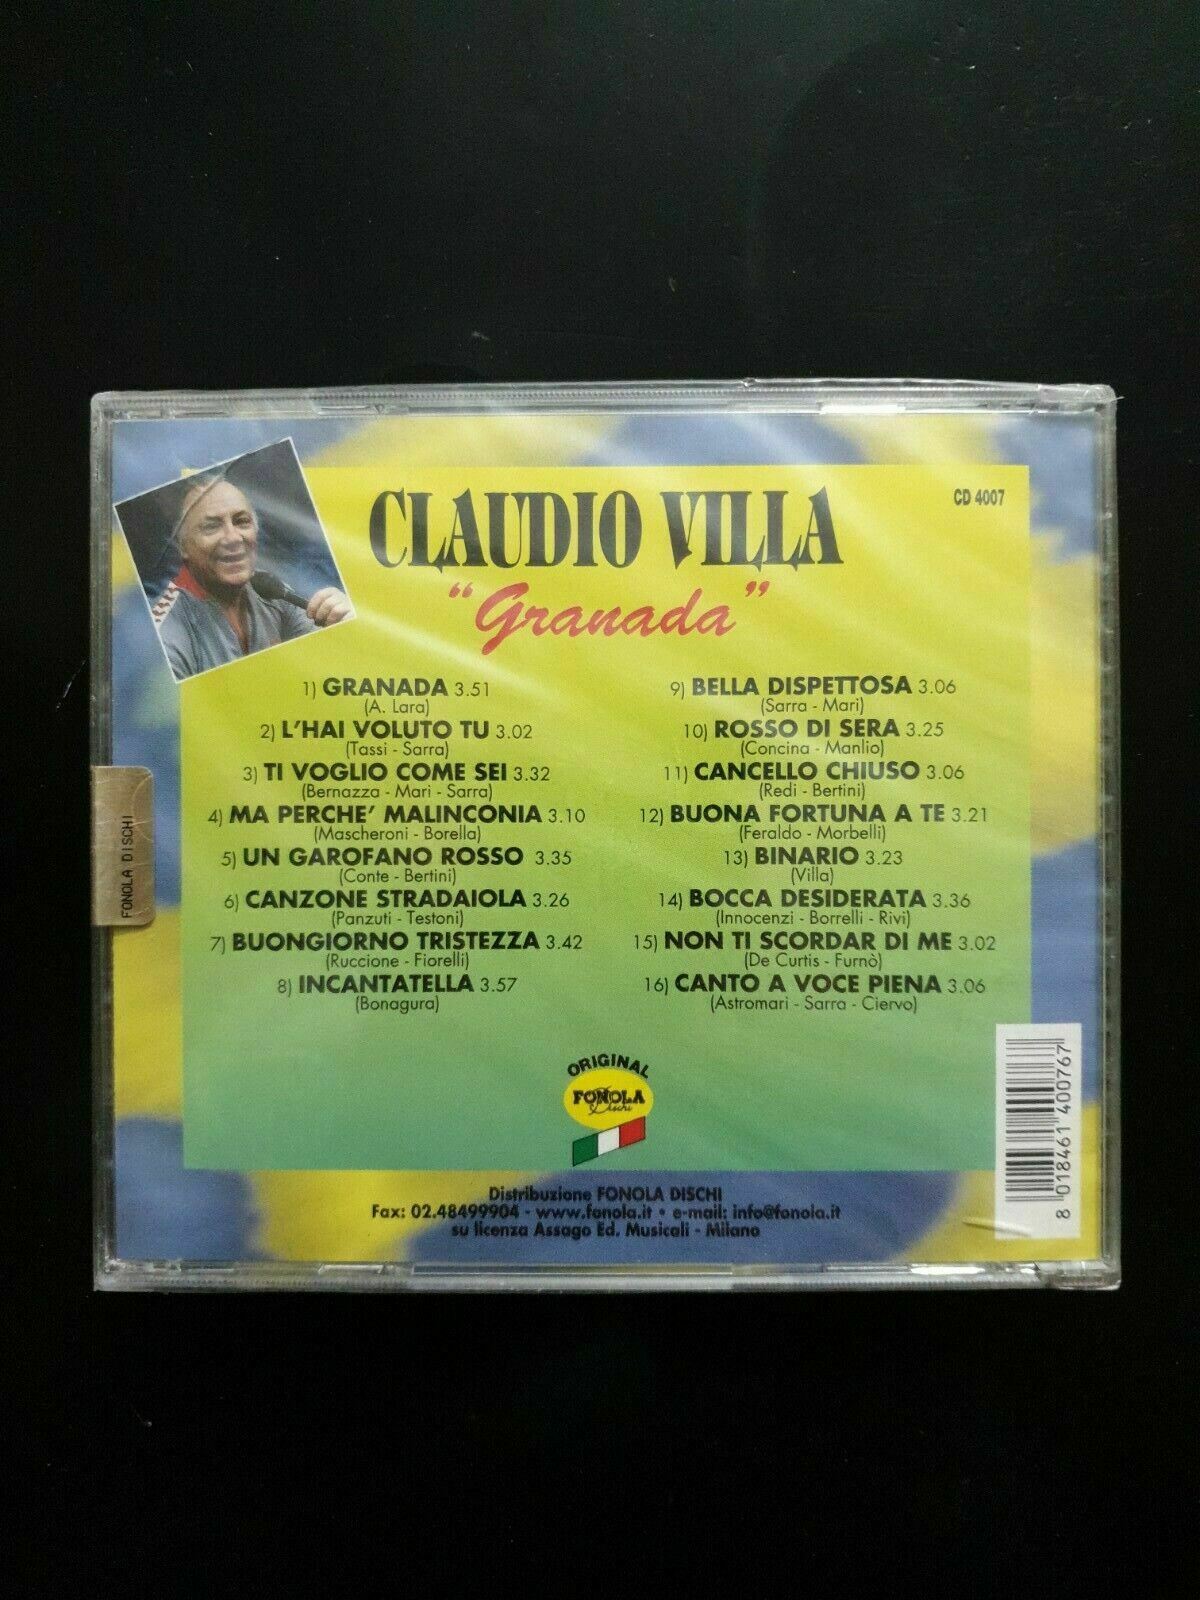 CLAUDIO VILLA
CD 4007
"Granada"
1) GRANADA 3.51
(A. Lara)
2) L'HAI VOLUTO TU 3.02
(Tassi - Sarra)
3) TI VOGLIO COME SEI 3.32
(Bernazza - Mari - Sarra)
4) MA PERCHE' MALINCONIA 3.10
(Mascheroni - Borella)
5) UN GAROFANO ROSSO 3.35
(Conte - Bertini)
6) CANZONE STRADAIOLA 3.26
(Panzuti - Testoni)
7) BUONGIORNO TRISTEZZA 3.42
(Ruccione - Fiorelli)
8) INCANTATELLA 3.57
(Bonagura)
9) BELLA DISPETTOSA 3.06
(Sarra - Mari)
10) ROSSO DI SERA 3.25
(Concina - Manlio)
11) CANCELLO CHIUSO 3.06
(Redi - Bertini)
12) BUONA FORTUNA A TE 3.21
(Feraldo - Morbelli)
13) BINARIO 3.23
(Villa)
14) BOCCA DESIDERATA 3.36
(Innocenzi - Borrelli - Rivi)
15) NON TI SCORDAR DI ME 3.02
(De Curtis - Furnò)
16) CANTO A VOCE PIENA 3.06
(Astromari - Sarra - Ciervo)
FONOLA DISCHI
ORIGINAL
FONOLA
Dischi
8 018461 400767
Distribuzione FONOLA DISCHI
Fax: 02.48499904 - www.fonola.it • e-mail: info@fonola.it
su licenza Assago Ed. Musicali - Milano